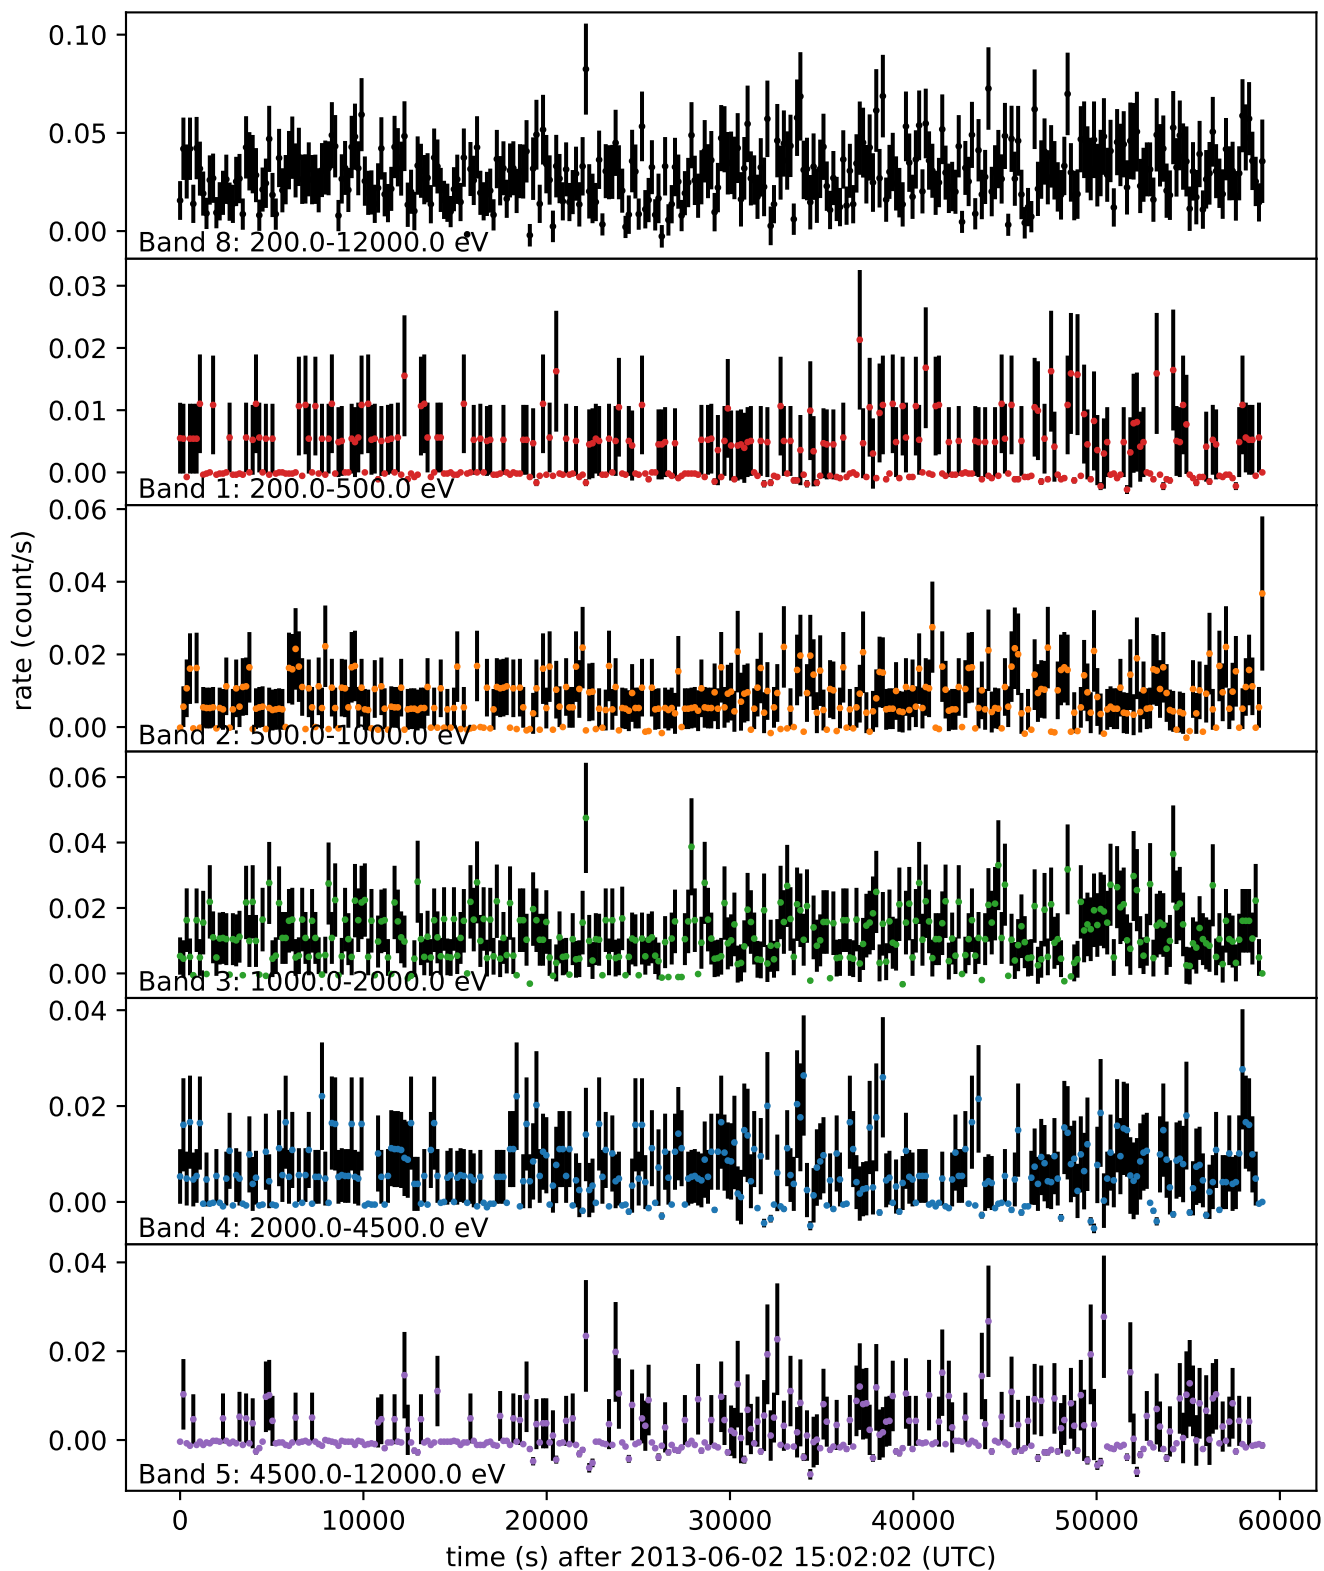 0.10
0.05
0.00
Band 8: 200.0-12000.0 eV
0.03
0.02
0.01
0.00
Band 1: 200.0-500.0 eV
rate (count/s)
0.06
0.04
0.02
0.00
Band 2: 500.0-1000.0 eV
0.06
0.04
0.02
0.00
Band 3: 1000.0-2000.0 eV
0.04
0.02
0.00
Band 4: 2000.0-4500.0 eV
0.04
0.02
0.00
Band 5: 4500.0-12000.0 eV
0 10000 20000 30000 40000 50000 60000
time (s) after 2013-06-02 15:02:02 (UTC)